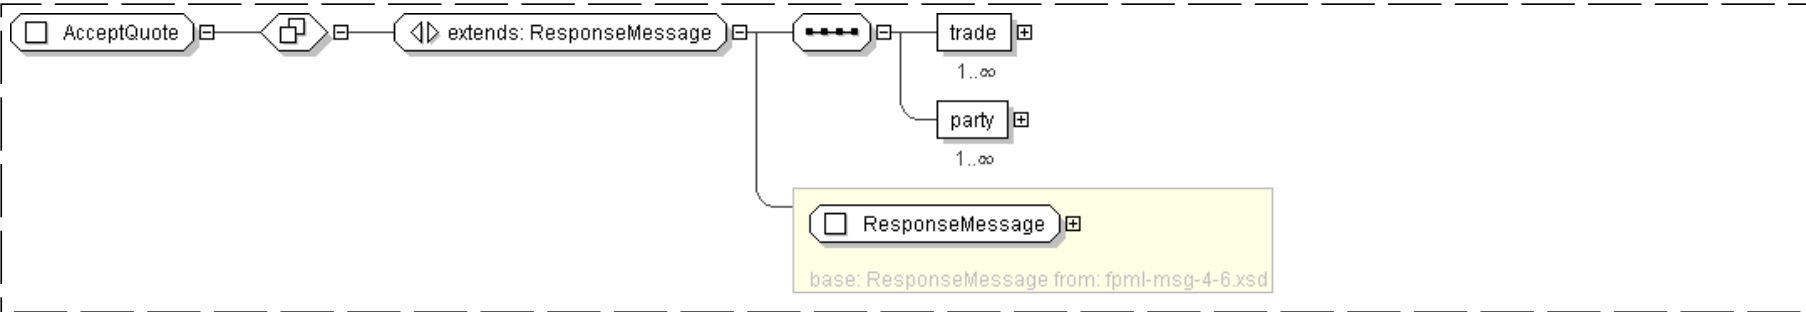 AcceptQuote
extends: ResponseMessage
trade
1..∞
party
1..∞
ResponseMessage
base: ResponseMessage from: fpml-msg-4-6.xsd